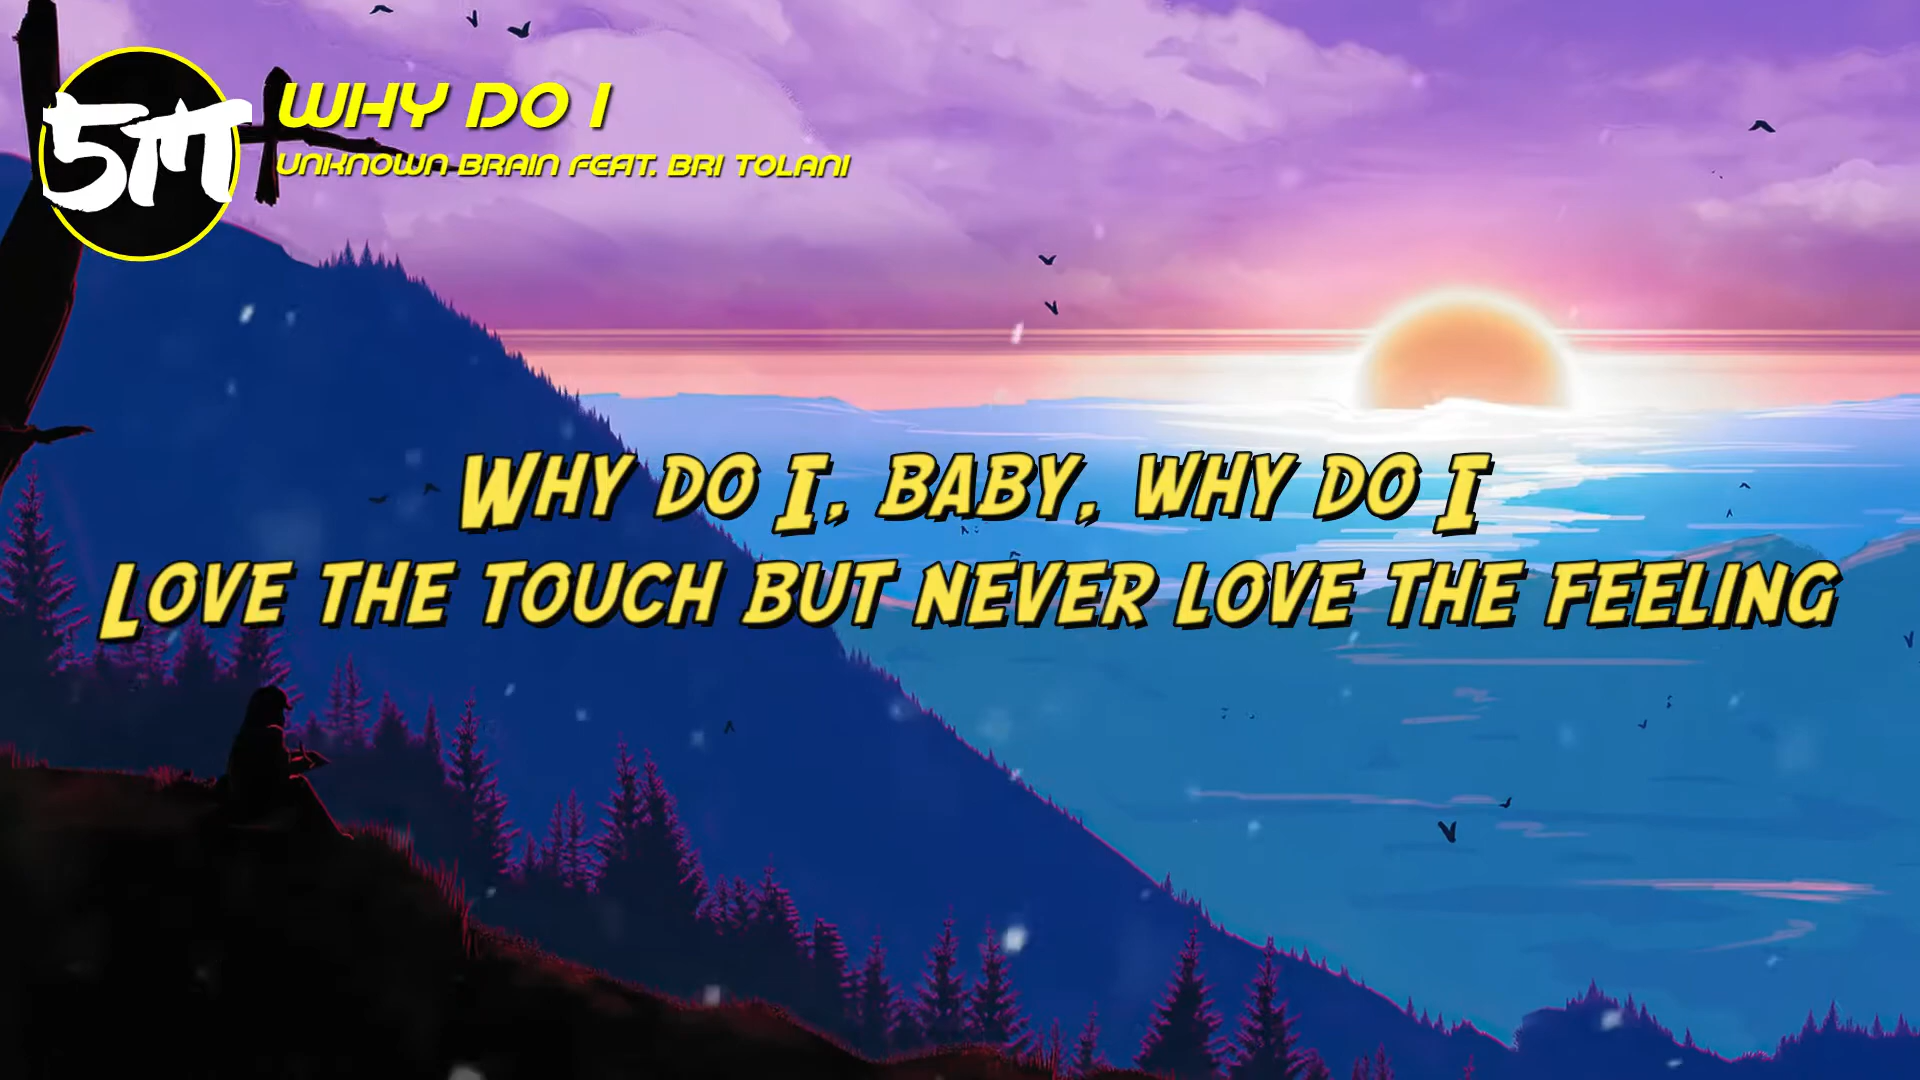 5M
WHY DO I
UNKNOWN BRAIN FEAT. BRI TOLANI
WHY DO I, BABY, WHY DO I
LOVE THE TOUCH BUT NEVER LOVE THE FEELING